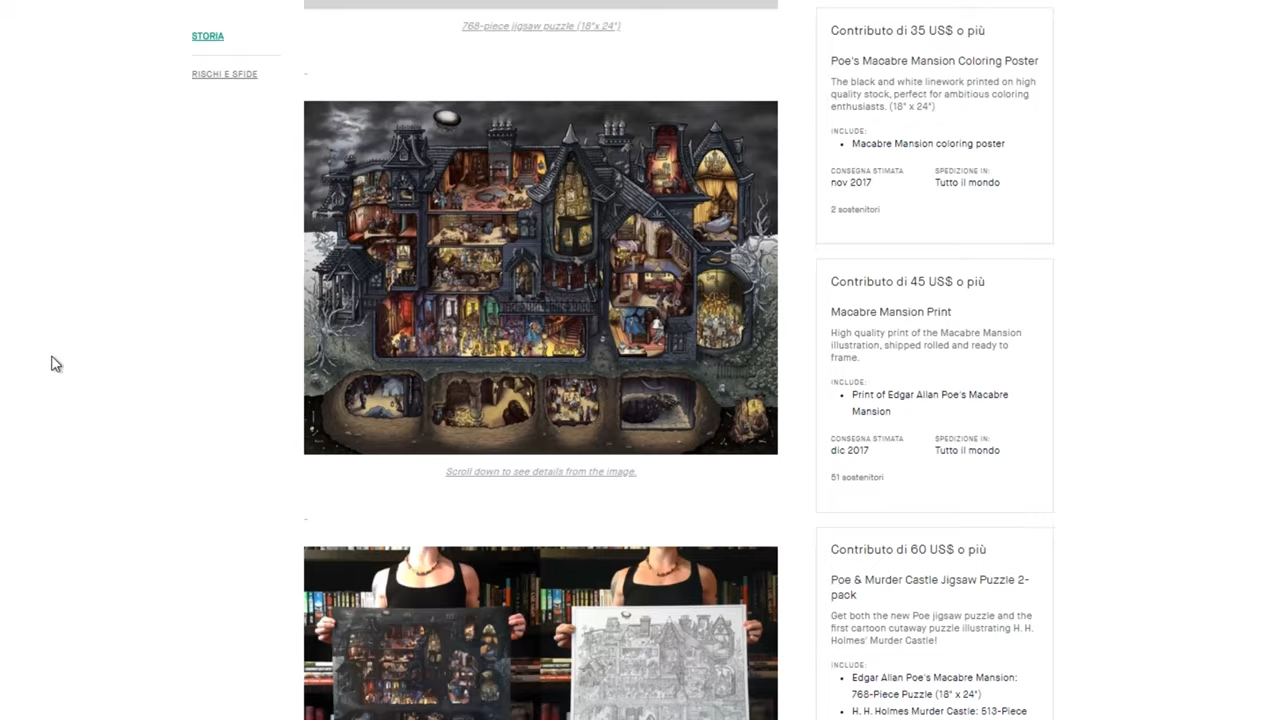 STORIA
RISCHI E SFIDE
768-piece jigsaw puzzle (18"x 24")
Scroll down to see details from the image.
Contributo di 35 US$ o più
Poe's Macabre Mansion Coloring Poster
The black and white linework printed on high
quality stock, perfect for ambitious coloring
enthusiasts. (18" x 24")
INCLUDE:
• Macabre Mansion coloring poster
CONSEGNA STIMATA SPEDIZIONE IN:
nov 2017 Tutto il mondo
2 sostenitori
Contributo di 45 US$ o più
Macabre Mansion Print
High quality print of the Macabre Mansion
illustration, shipped rolled and ready to
frame.
INCLUDE:
• Print of Edgar Allan Poe's Macabre
Mansion
CONSEGNA STIMATA SPEDIZIONE IN:
dic 2017 Tutto il mondo
51 sostenitori
Contributo di 60 US$ o più
Poe & Murder Castle Jigsaw Puzzle 2-
pack
Get both the new Poe jigsaw puzzle and the
first cartoon cutaway puzzle illustrating H. H.
Holmes' Murder Castle!
INCLUDE:
• Edgar Allan Poe's Macabre Mansion:
768-Piece Puzzle (18" x 24")
• H. H. Holmes Murder Castle: 513-Piece